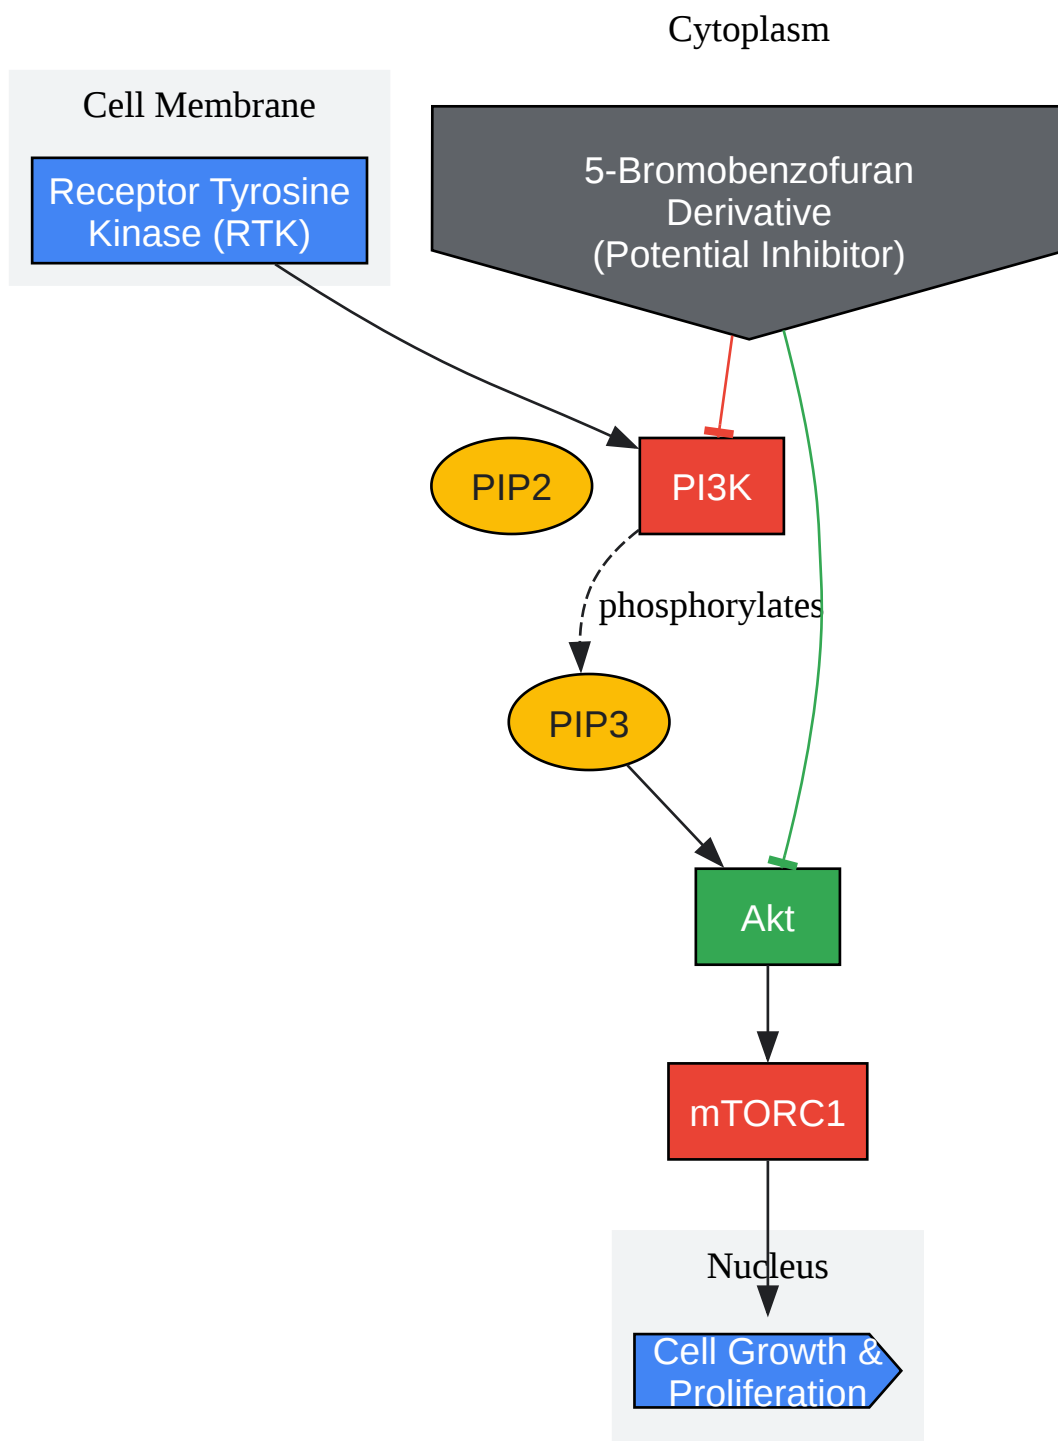 Cytoplasm
Cell Membrane
Receptor Tyrosine
Kinase (RTK)
5-Bromobenzofuran
Derivative
(Potential Inhibitor)
PIP2
PI3K
phosphorylates
PIP3
Akt
mTORC1
Nucleus
Cell Growth &
Proliferation